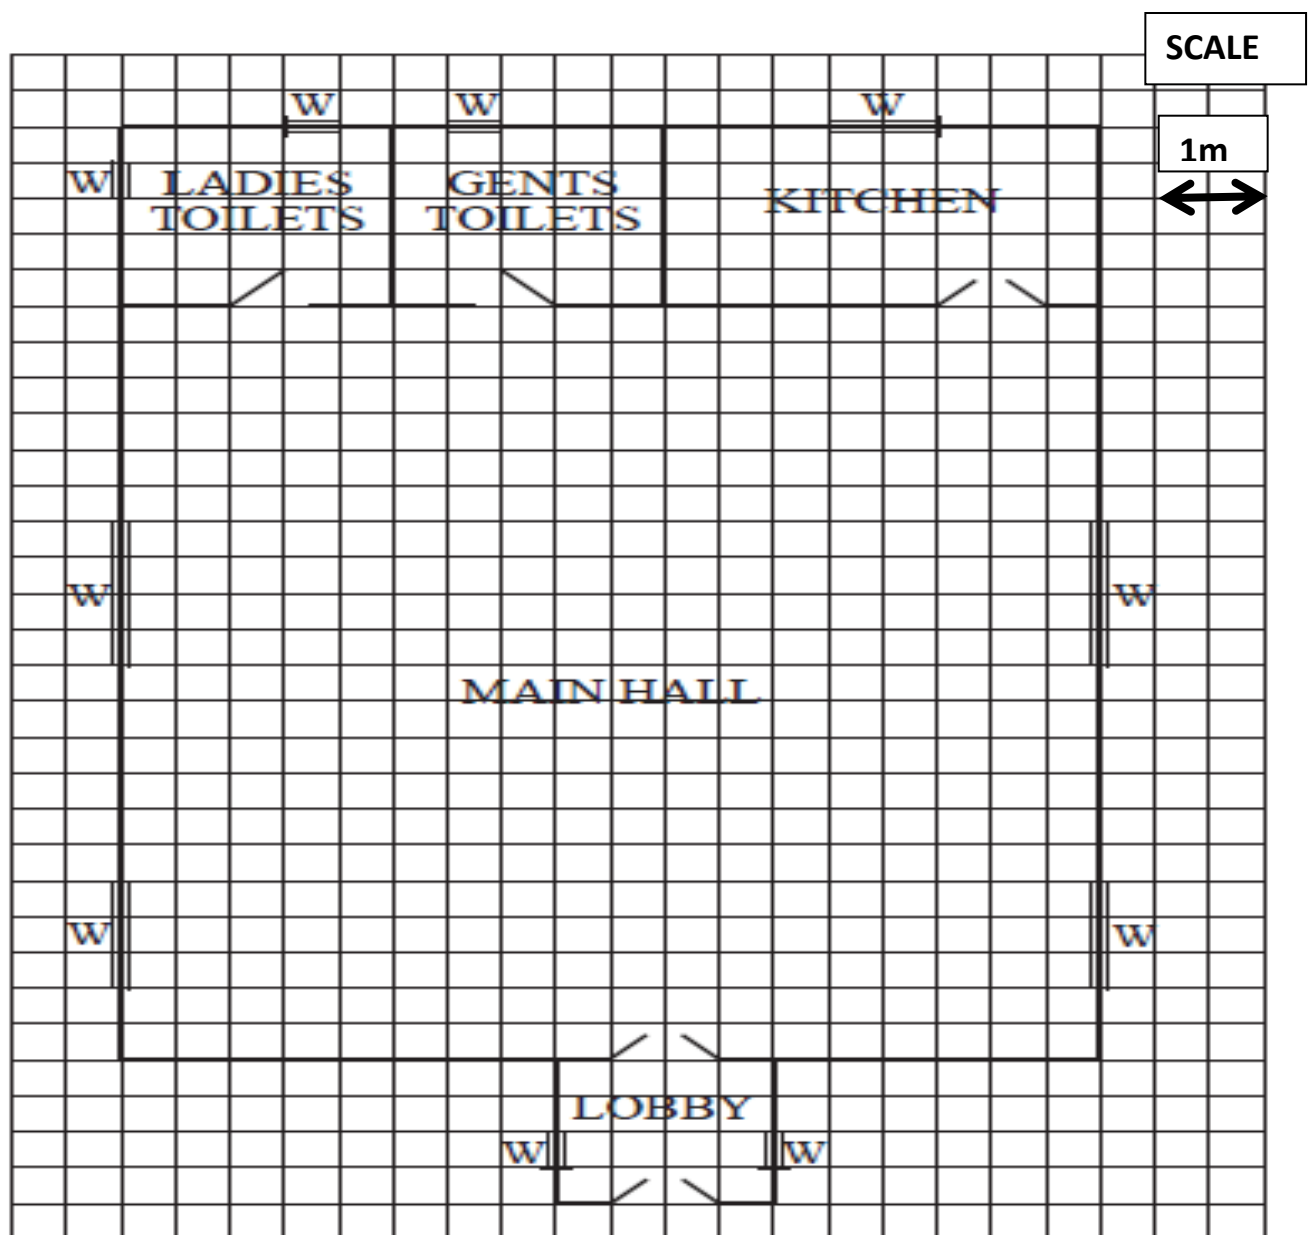 SCALE
W W W
1m
W
LADIES
TOILETS
GENTS
TOILETS
KITCHEN
W
W
MAIN HALL
W
W
LOBBY
W
W